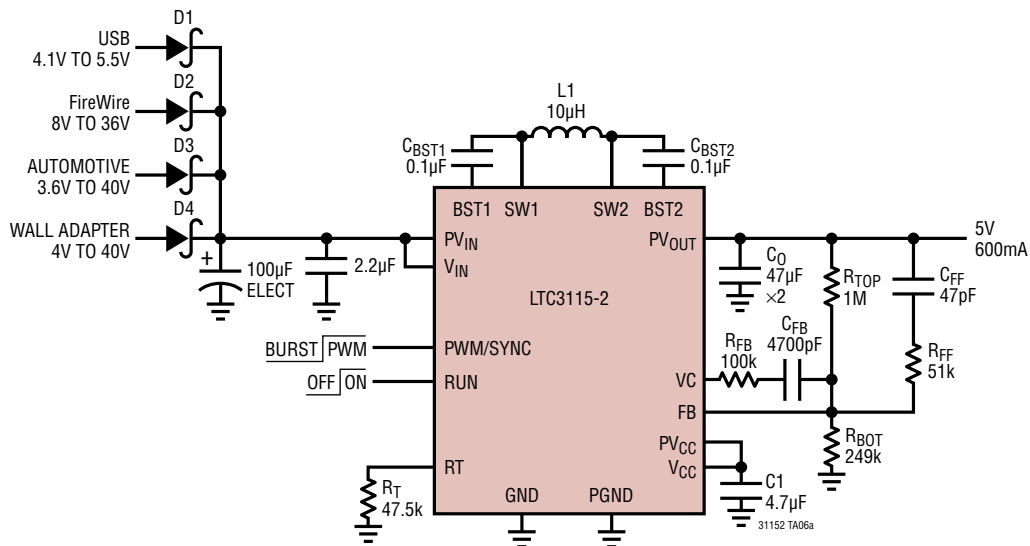 D1
USB
4.1V TO 5.5V
D2
FireWire
8V TO 36V
D3
AUTOMOTIVE
3.6V TO 40V
D4
WALL ADAPTER
4V TO 40V
+
100µF
ELECT
2.2µF
L1
10µH
CBST1
0.1µF
CBST2
0.1µF
BST1 SW1 SW2 BST2
PVIN
VIN
PVOUT
LTC3115-2
BURST PWM
PWM/SYNC
OFF ON
RUN
RT
RT
47.5k
GND
PGND
VC
FB
PVCC
VCC
5V
600mA
CO
47µF
×2
RTOP
1M
CFF
47pF
RFB
100k
CFB
4700pF
RFF
51k
RBOT
249k
C1
4.7µF
31152 TA06a